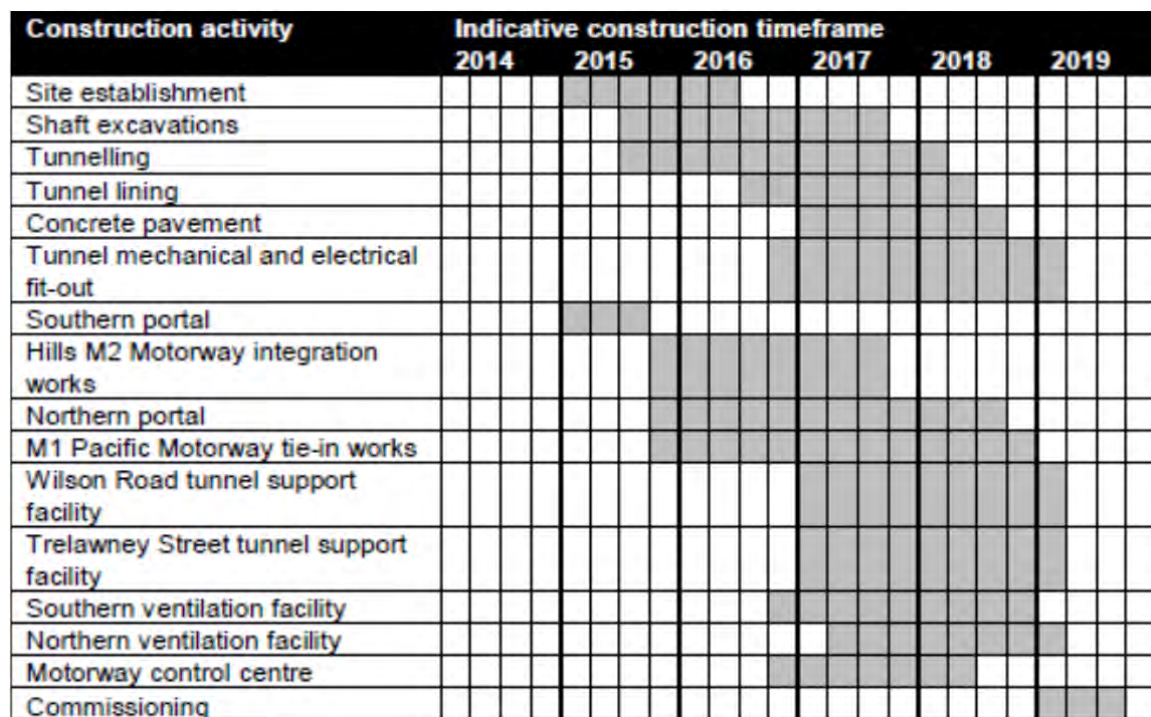 Construction activity Indicative construction timeframe
2014 2015 2016 2017 2018 2019
Site establishment
Shaft excavations
Tunnelling
Tunnel lining
Concrete pavement
Tunnel mechanical and electrical
fit-out
Southern portal
Hills M2 Motorway integration
works
Northern portal
M1 Pacific Motorway tie-in works
Wilson Road tunnel support
facility
Trelawney Street tunnel support
facility
Southern ventilation facility
Northern ventilation facility
Motorway control centre
Commissioning